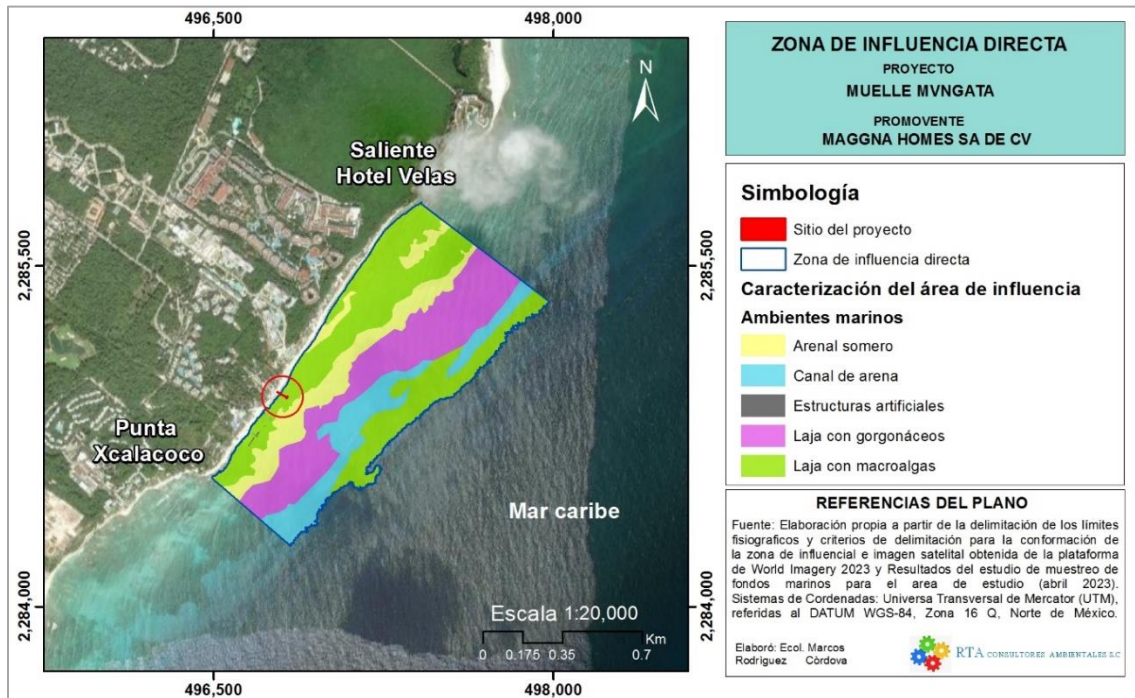 496,500
498,000
2,285,500
2,284,000
N
Saliente
Hotel Velas
Punta
Xcalacoco
Mar caribe
Escala 1:20,000
Km
0 0.175 0.35 0.7
496,500
498,000
2,285,500
2,284,000
ZONA DE INFLUENCIA DIRECTA
PROYECTO
MUELLE MVNGATA
PROMOVENTE
MAGGNA HOMES SA DE CV
Simbología
Sitio del proyecto
Zona de influencia directa
Caracterización del área de influencia
Ambientes marinos
Arenal somero
Canal de arena
Estructuras artificiales
Laja con gorgonáceos
Laja con macroalgas
REFERENCIAS DEL PLANO
Fuente: Elaboración propia a partir de la delimitación de los límites
fisiograficos y criterios de delimitación para la conformación de
la zona de influencial e imagen satelital obtenida de la plataforma
de World Imagery 2023 y Resultados del estudio de muestreo de
fondos marinos para el area de estudio (abril 2023).
Sistemas de Cordenadas: Universa Transversal de Mercator (UTM),
referidas al DATUM WGS-84, Zona 16 Q, Norte de México.
Elaboró: Ecol. Marcos
Rodríguez Còrdova
RTA CONSULTORES AMBIENTALES S.C